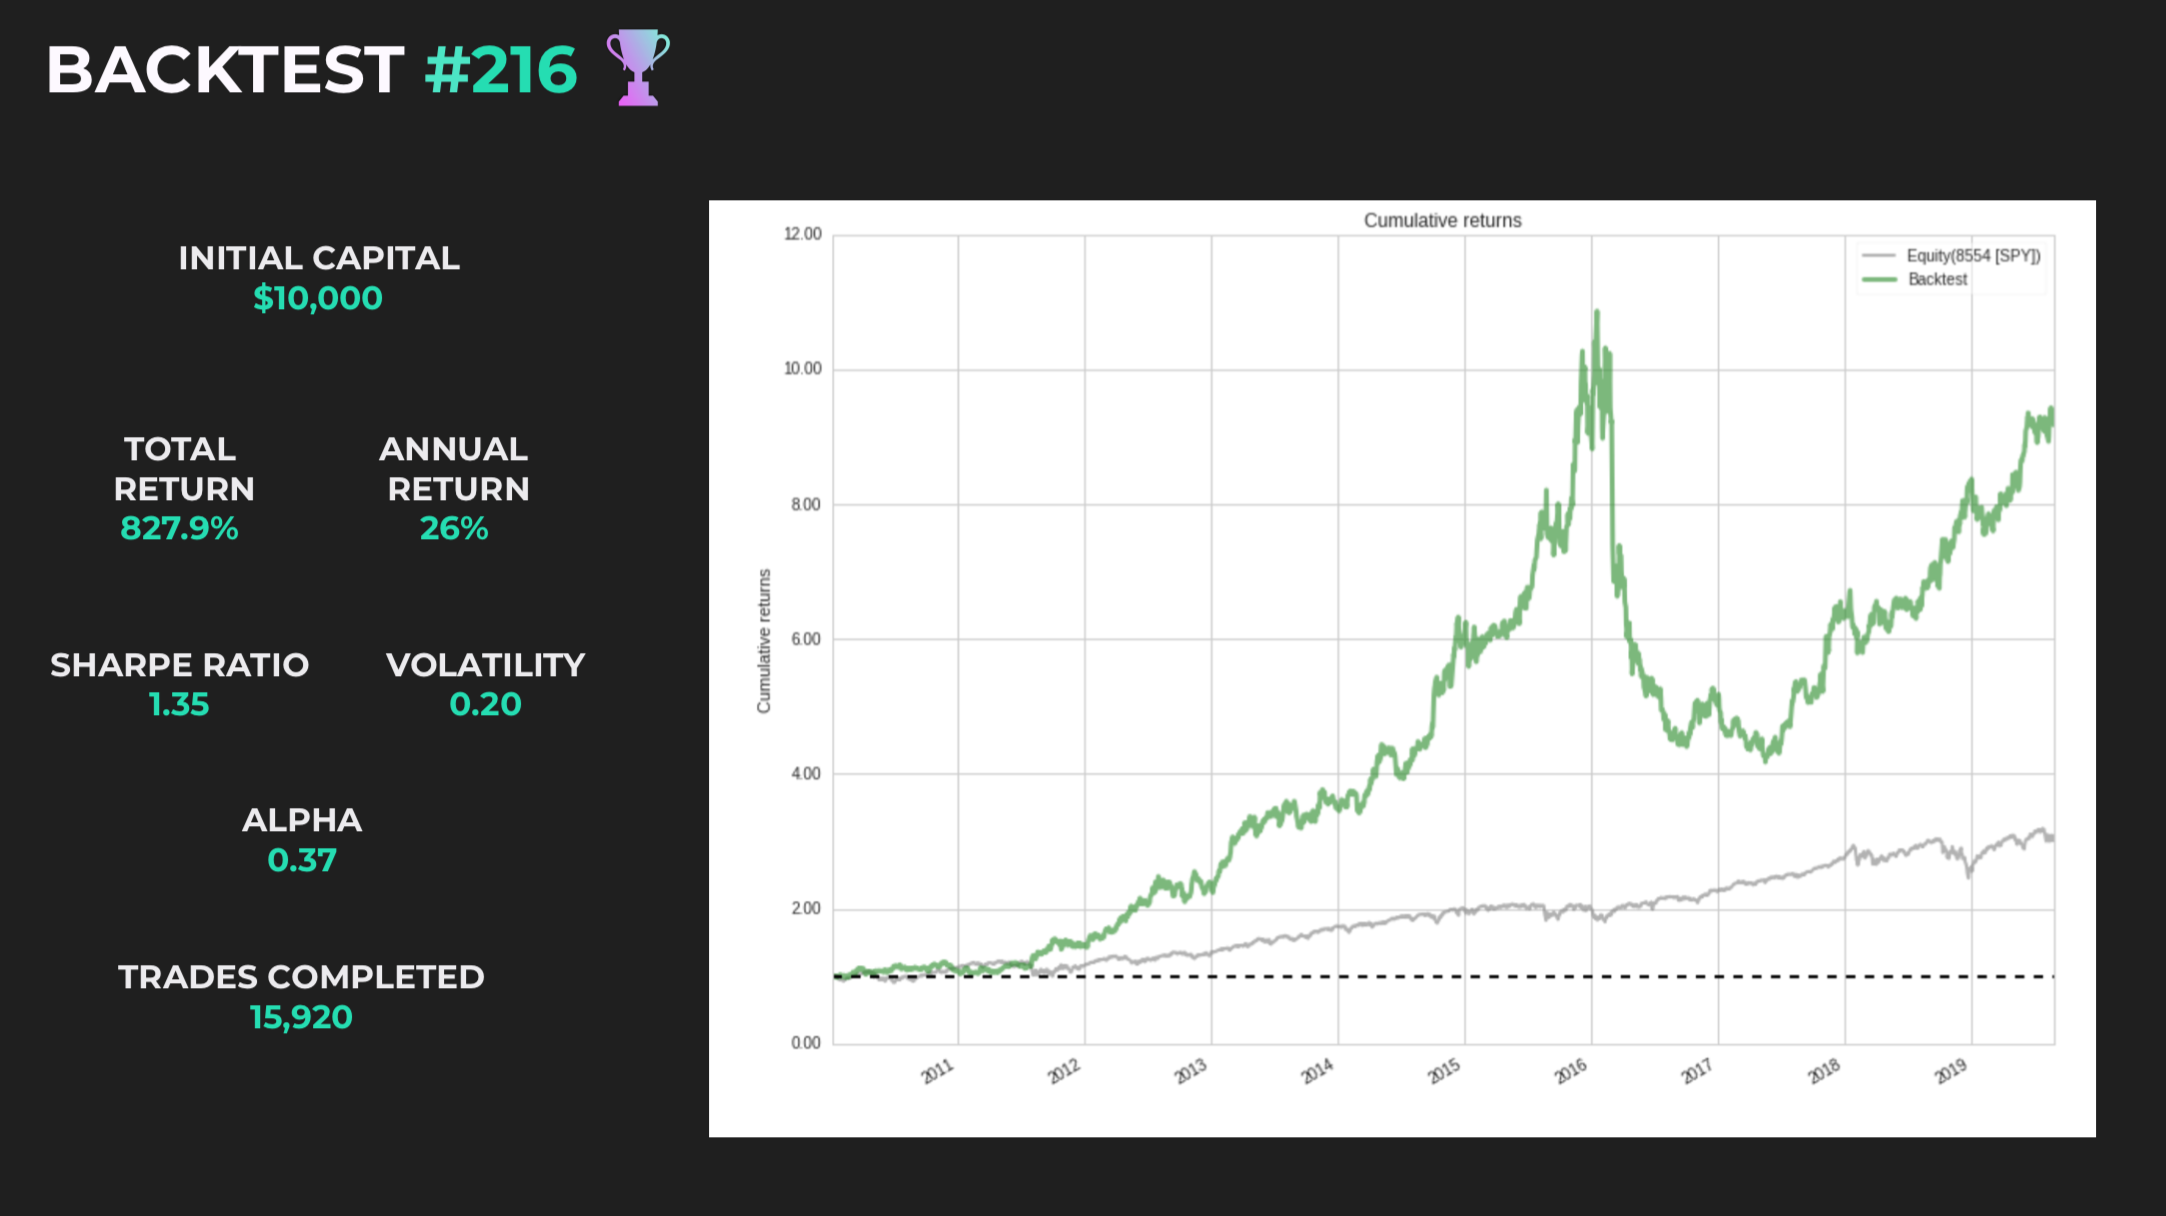 BACKTEST #216
INITIAL CAPITAL
$10,000
TOTAL
RETURN
827.9%
ANNUAL
RETURN
26%
SHARPE RATIO
1.35
VOLATILITY
0.20
ALPHA
0.37
TRADES COMPLETED
15,920
Cumulative returns
Equity(8554 [SPY])
Backtest
Cumulative returns
12.00
10.00
8.00
6.00
4.00
2.00
0.00
2011
2012
2013
2014
2015
2016
2017
2018
2019